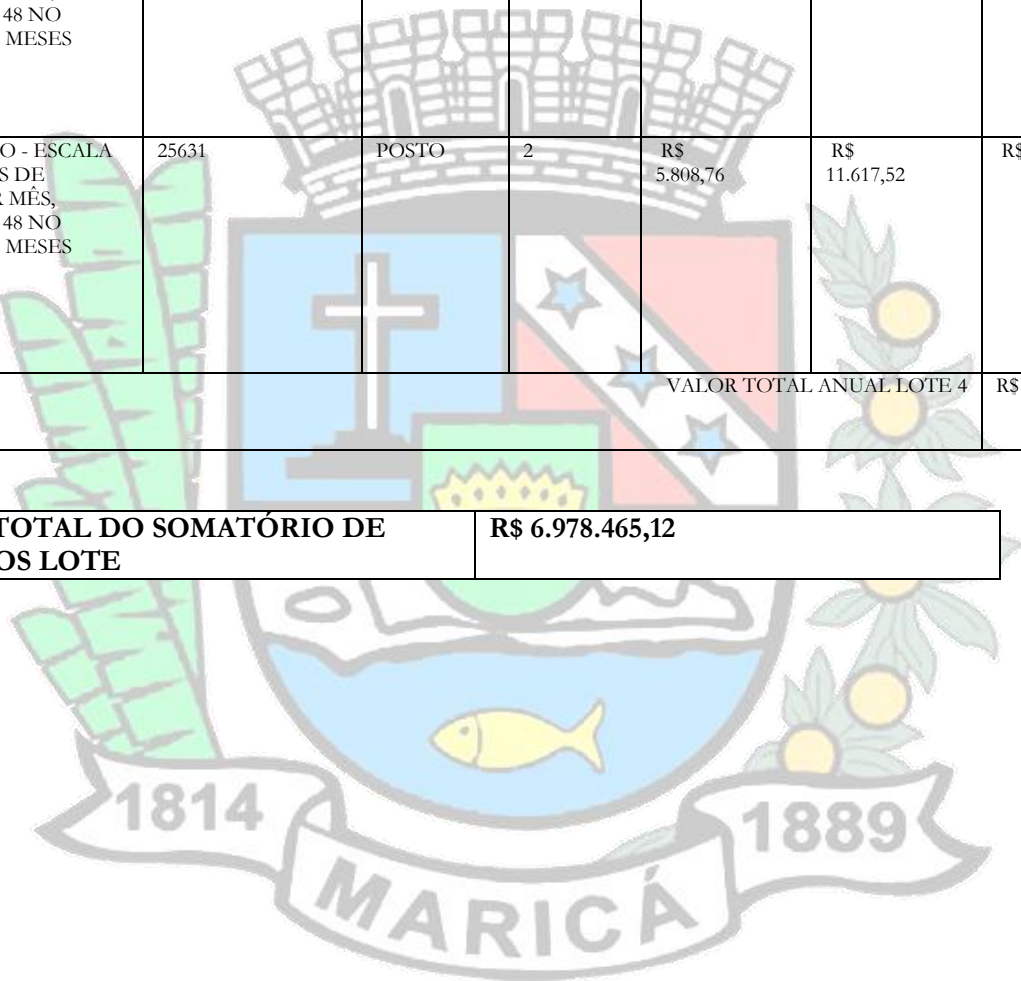 48 NO
MESES
O - ESCALA
S DE
R MÊS,
48 NO
MESES
25631
POSTO
2
R$
5.808,76
R$
11.617,52
R$
VALOR TOTAL ANUAL LOTE 4
R$
TOTAL DO SOMATÓRIO DE
OS LOTE
R$ 6.978.465,12
1814
1889
MARICÁ